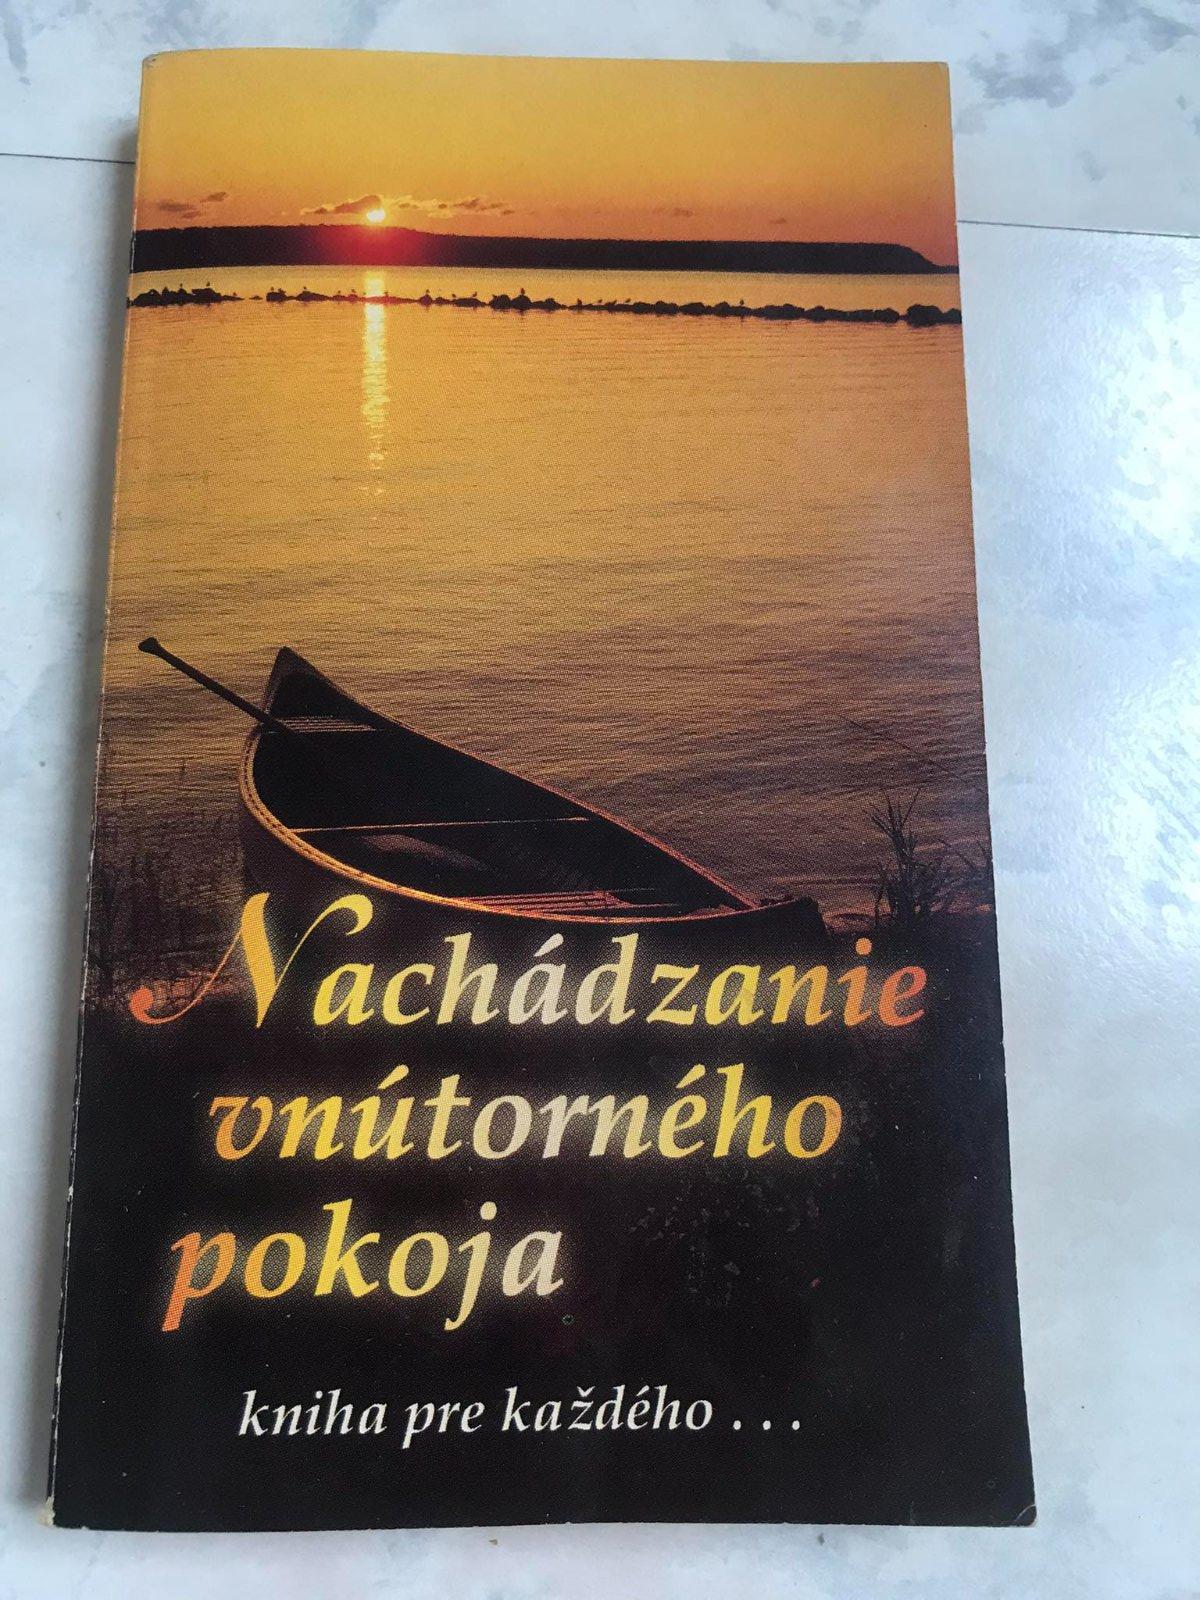 Nachádzanie
vnútorného
pokoja
kniha pre každého . . .